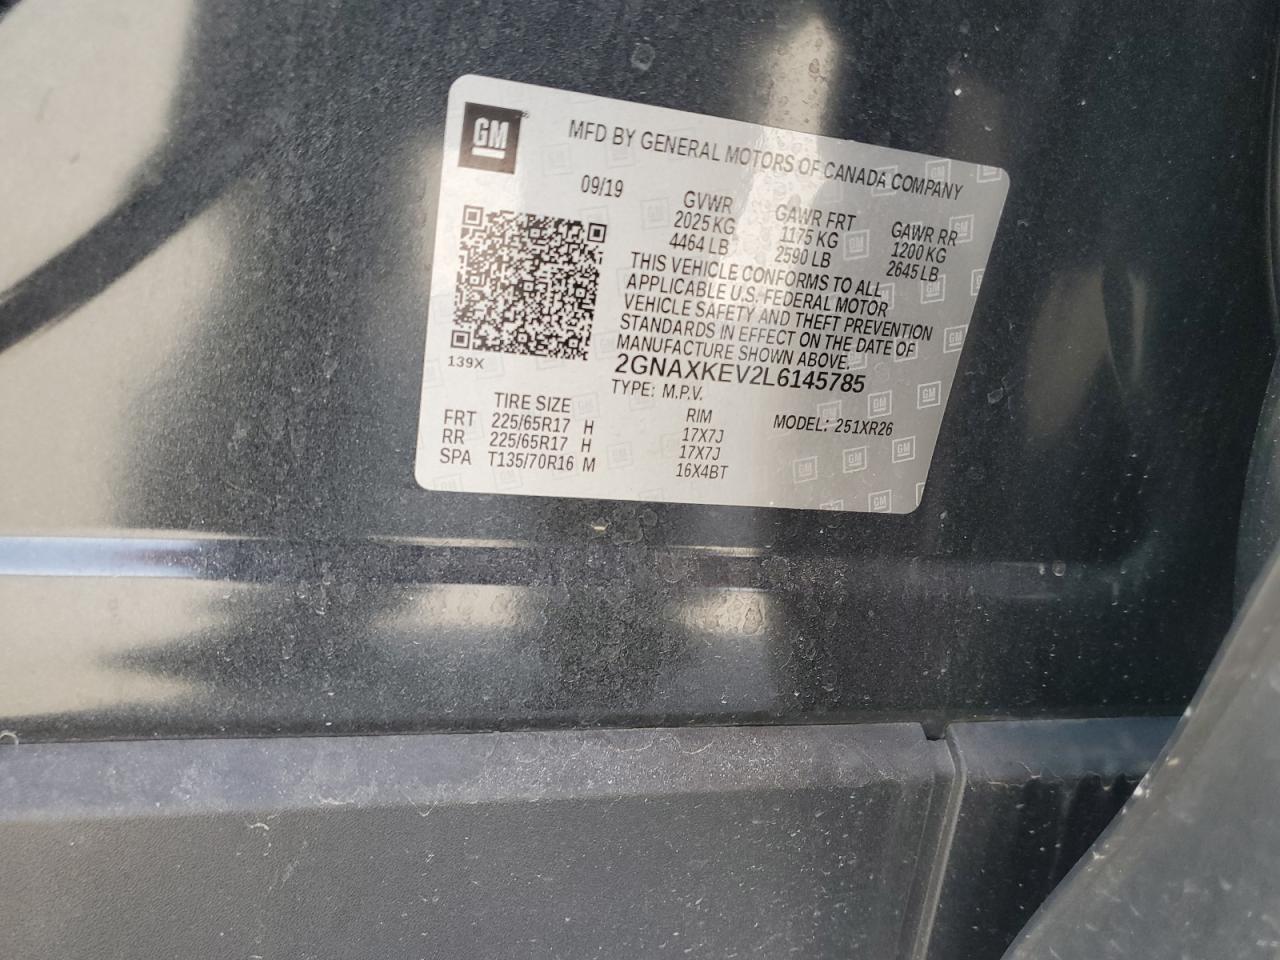 GM
MFD BY GENERAL MOTORS OF CANADA COMPANY
09/19
GVWR GAWR FRT GAWR RR
2025 KG 1175 KG 1200 KG
4464 LB 2590 LB 2645 LB
THIS VEHICLE CONFORMS TO ALL
APPLICABLE U.S. FEDERAL MOTOR
VEHICLE SAFETY AND THEFT PREVENTION
STANDARDS IN EFFECT ON THE DATE OF
MANUFACTURE SHOWN ABOVE.
139X
2GNAXKEV2L6145785
TYPE: M.P.V. MODEL: 251XR26
TIRE SIZE RIM
FRT 225/65R17 H 17X7J
RR 225/65R17 H 17X7J
SPA T135/70R16 M 16X4BT